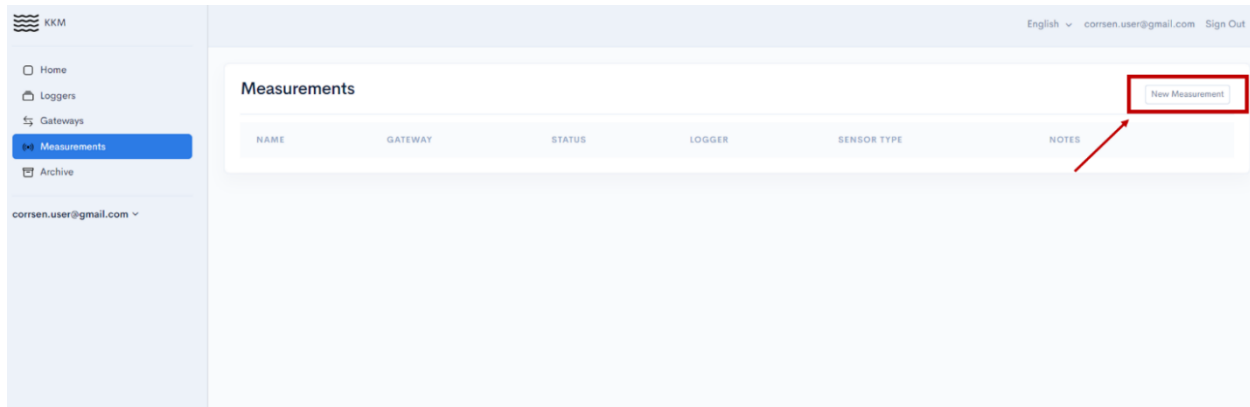 KKM
English corrsen.user@gmail.com Sign Out
Home
Loggers
Gateways
Measurements
Archive
corrsen.user@gmail.com
Measurements
New Measurement
NAME GATEWAY STATUS LOGGER SENSOR TYPE NOTES